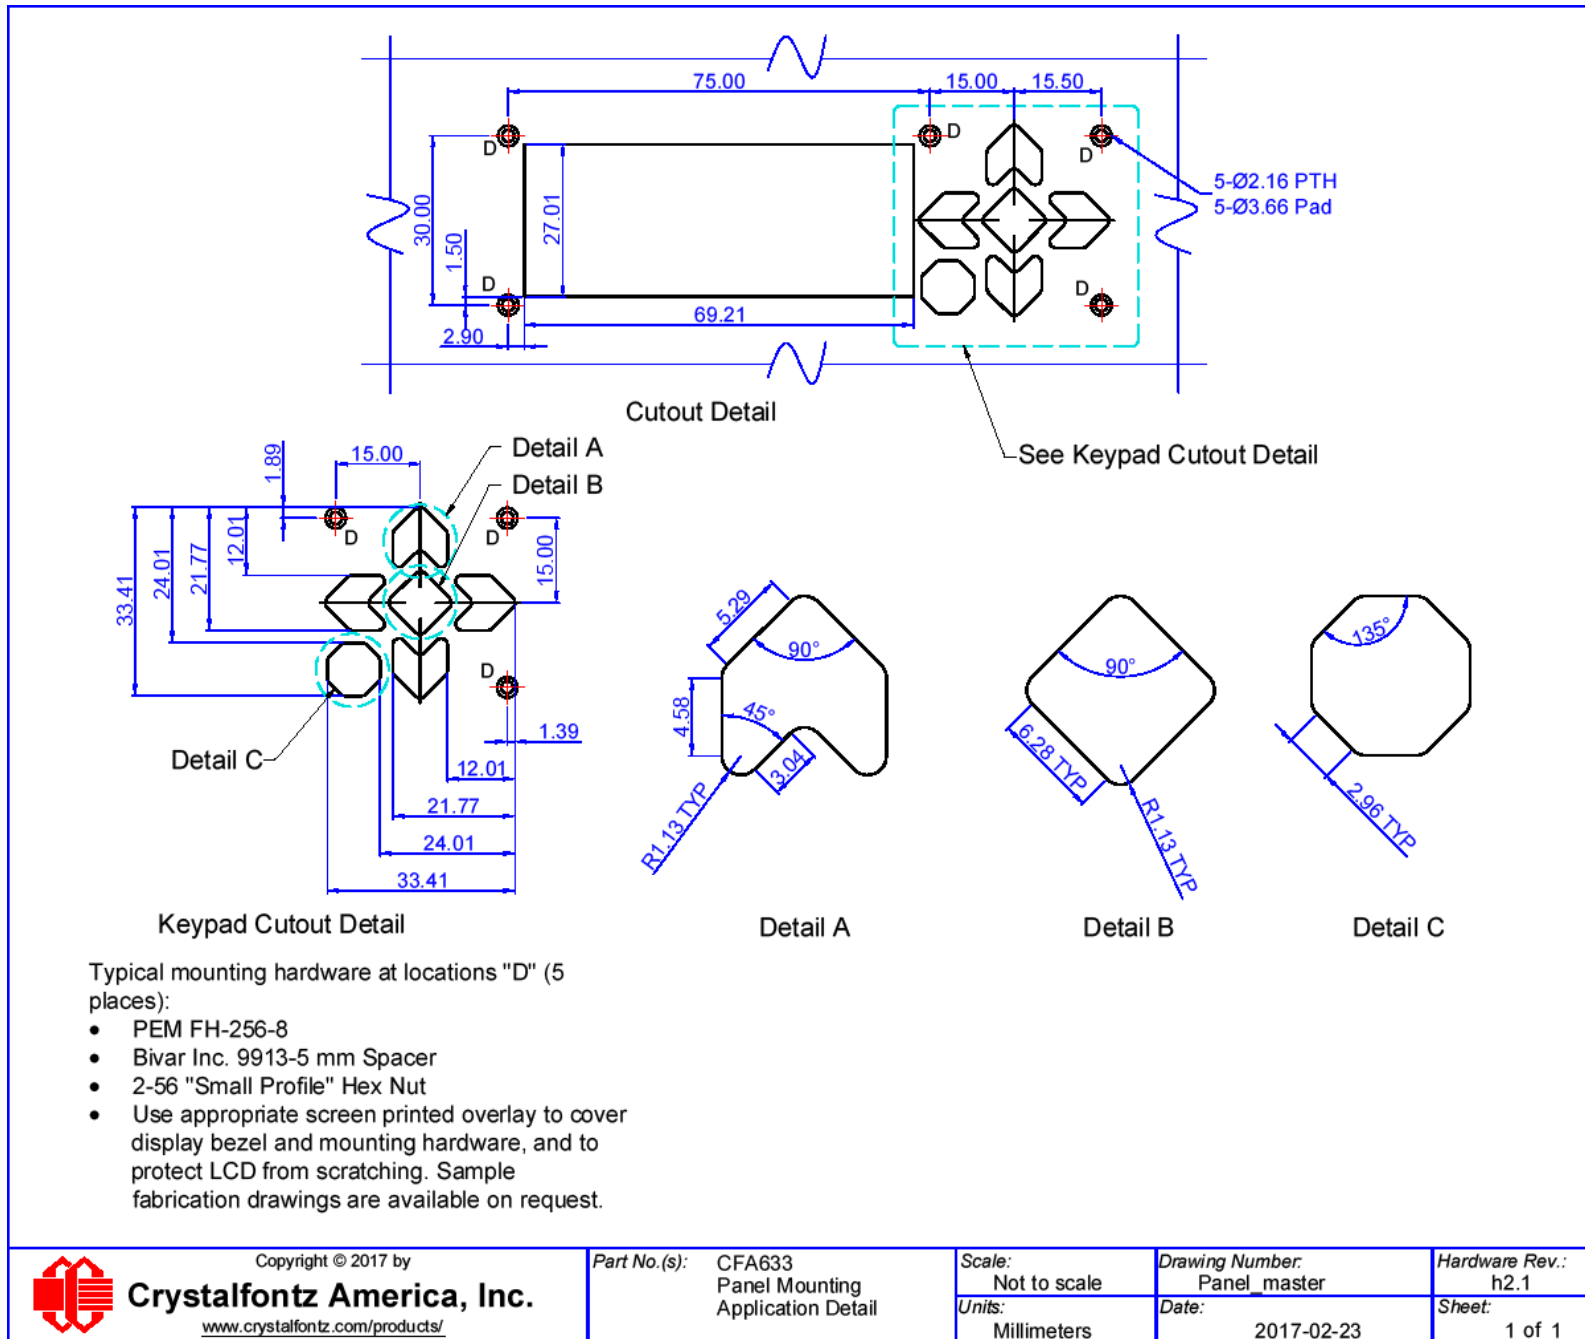 75.00
15.00
15.50
D
D
D
5-Ø2.16 PTH
5-Ø3.66 Pad
30.00
27.01
1.50
D
D
69.21
2.90
Cutout Detail
See Keypad Cutout Detail
Detail A
Detail B
15.00
1.89
D
D
12.01
21.77
24.01
33.41
15.00
D
1.39
Detail C
12.01
21.77
24.01
33.41
Keypad Cutout Detail
5.29
90°
4.58
45°
3.04
R1.13 TYP
Detail A
90°
6.28 TYP
R1.13 TYP
Detail B
135°
2.96 TYP
Detail C
Typical mounting hardware at locations "D" (5
places):
• PEM FH-256-8
• Bivar Inc. 9913-5 mm Spacer
• 2-56 "Small Profile" Hex Nut
• Use appropriate screen printed overlay to cover
display bezel and mounting hardware, and to
protect LCD from scratching. Sample
fabrication drawings are available on request.
Copyright © 2017 by
Crystalfontz America, Inc.
www.crystalfontz.com/products/
Part No.(s): CFA633
Panel Mounting
Application Detail
Scale:
Not to scale
Units:
Millimeters
Drawing Number:
Panel_master
Date:
2017-02-23
Hardware Rev.:
h2.1
Sheet:
1 of 1